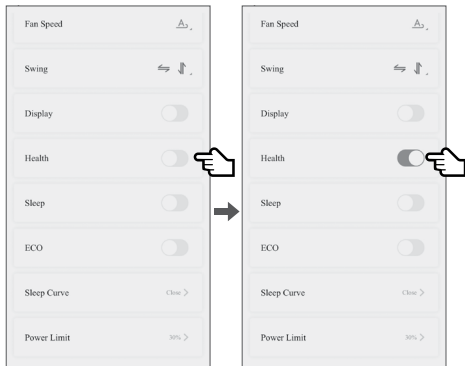 Fan Speed A
Swing
Display
Health
Sleep
ECO
Sleep Curve Close >
Power Limit 30% >
Fan Speed A
Swing
Display
Health
Sleep
ECO
Sleep Curve Close >
Power Limit 30% >